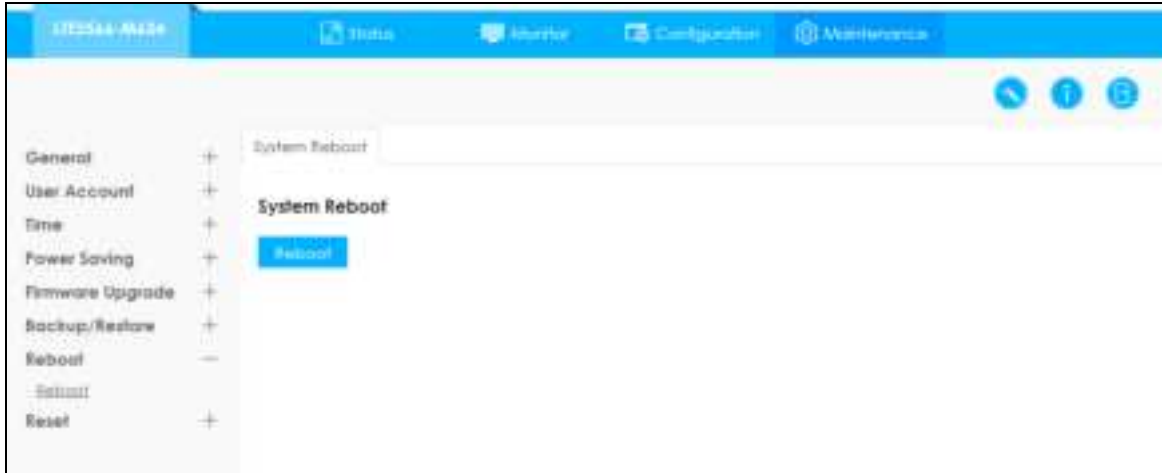 Status Monitor Configuration Maintenance
System Reboot
General
User Account
System Reboot
Time
Reboot
Power Saving
Firmware Upgrade
Backup/Restore
Reboot
Reboot
Reset